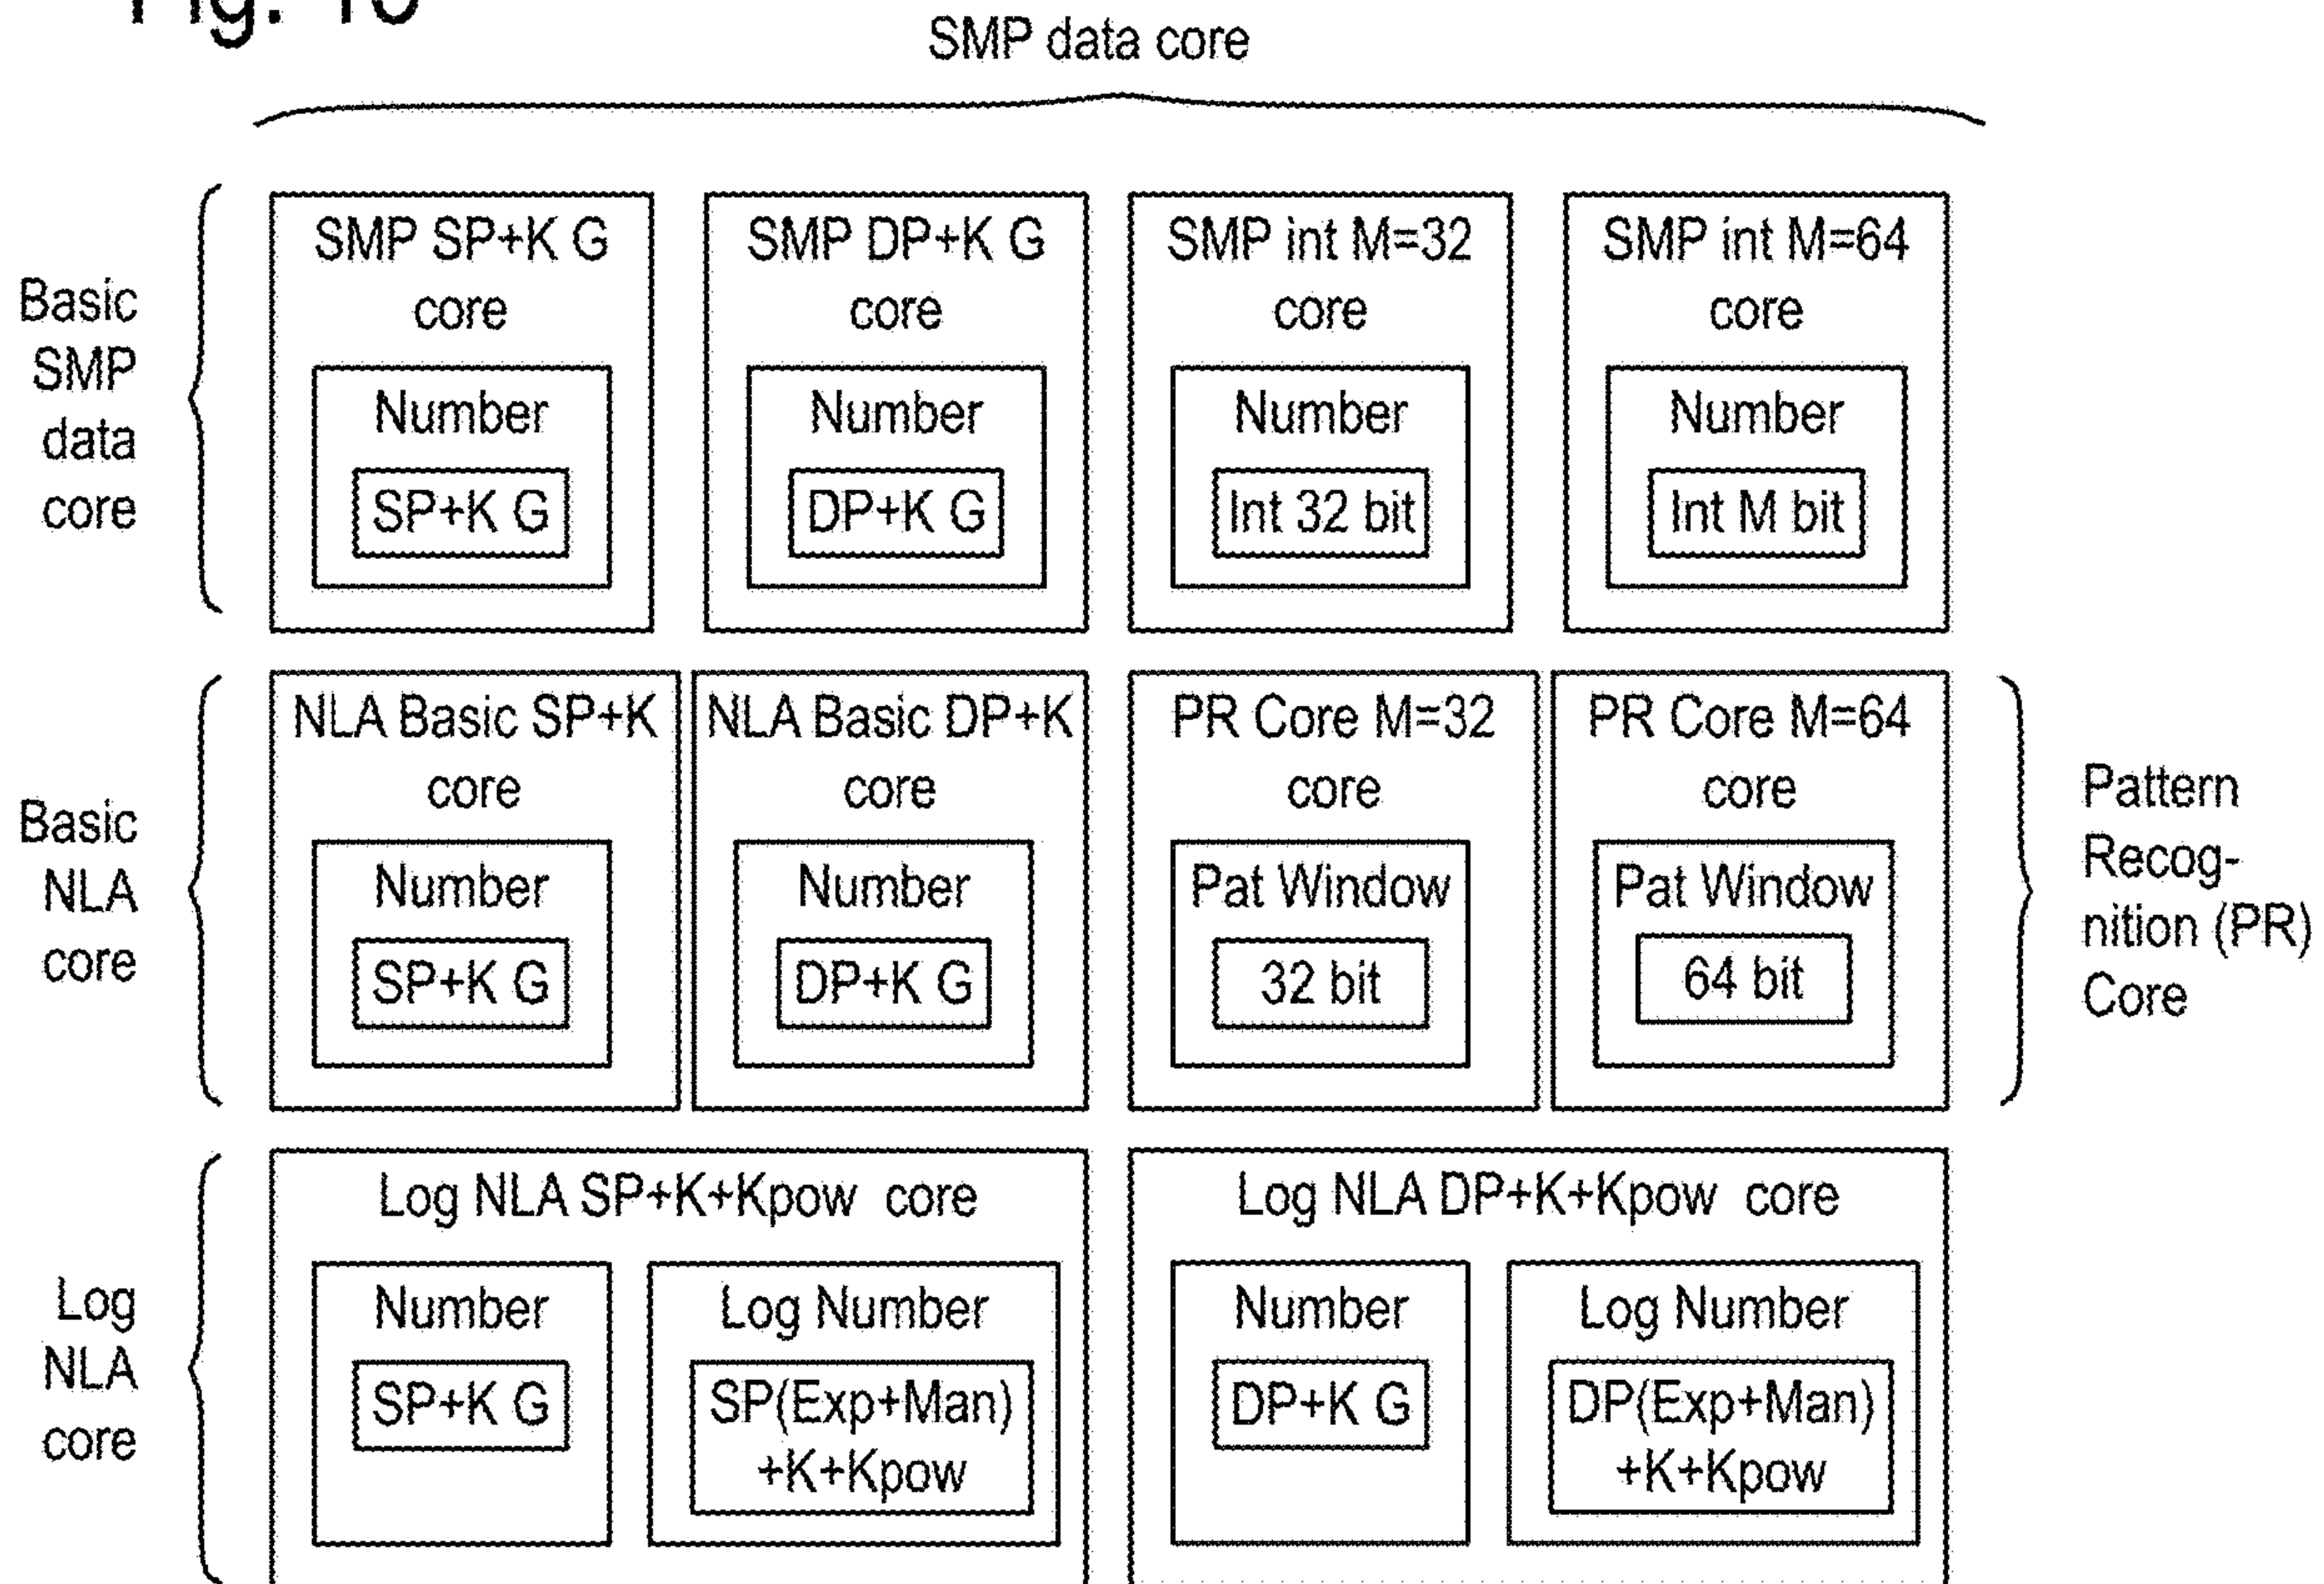 SMP data core
Basic
SMP
data
core
SMP SP+K G
core
Number
SP+K G
SMP DP+K G
core
Number
DP+K G
SMP int M=32
core
Number
Int 32 bit
SMP int M=64
core
Number
Int M bit
Basic
NLA
core
NLA Basic SP+K
core
Number
SP+K G
NLA Basic DP+K
core
Number
DP+K G
PR Core M=32
core
Pat Window
32 bit
PR Core M=64
core
Pat Window
64 bit
Pattern
Recog-
nition (PR)
Core
Log
NLA
core
Log NLA SP+K+Kpow core
Number
SP+K G
Log Number
SP(Exp+Man)
+K+Kpow
Log NLA DP+K+Kpow core
Number
DP+K G
Log Number
DP(Exp+Man)
+K+Kpow